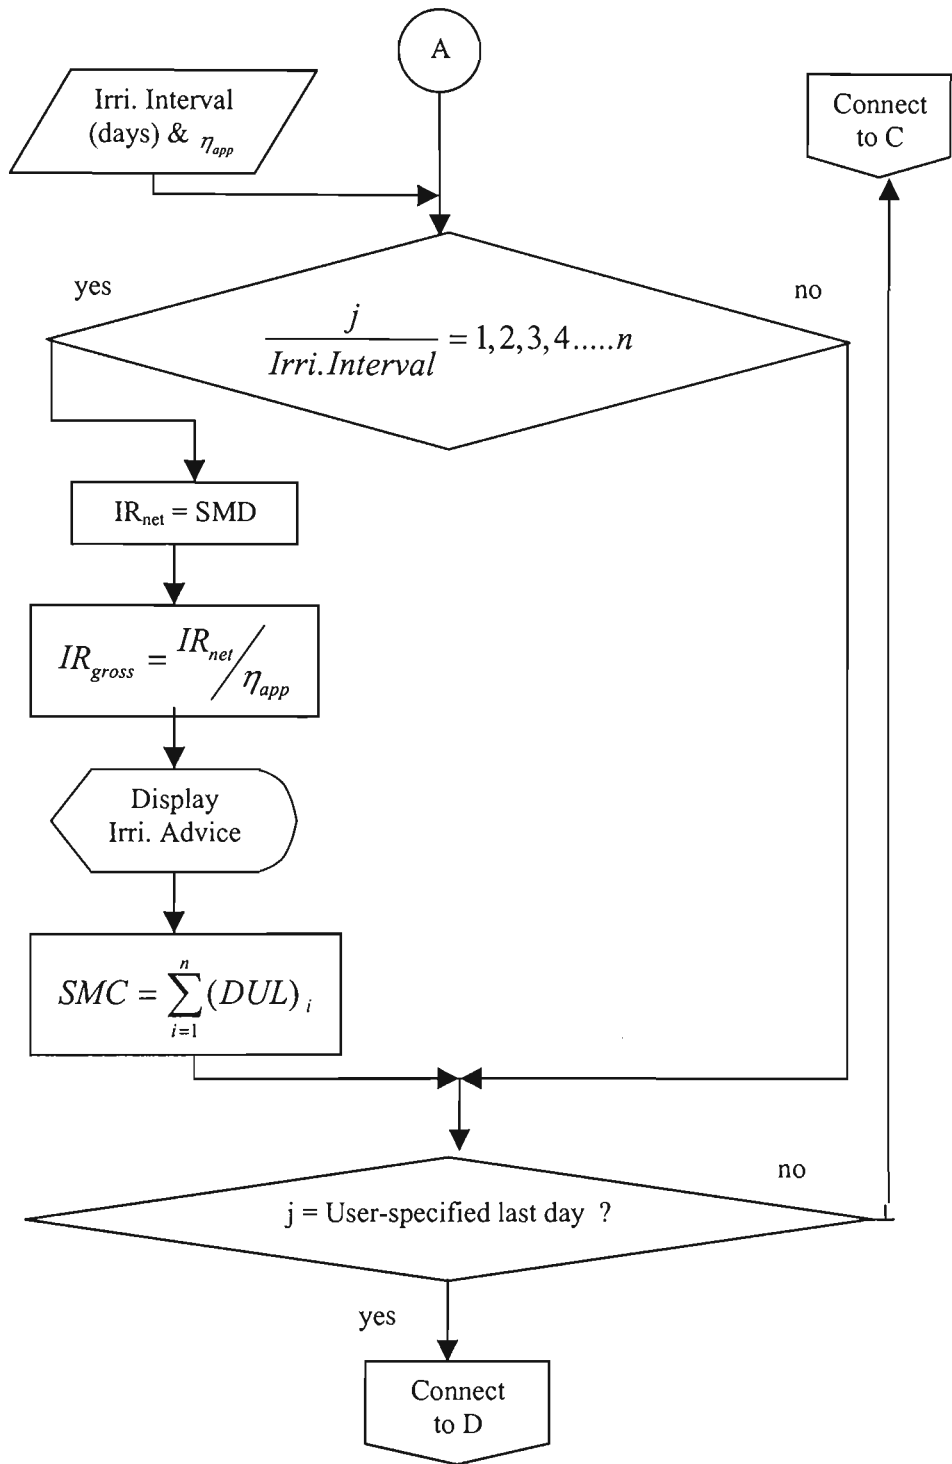 A
Irri. Interval
(days) & η_app
Connect
to C
yes
no
j / Irri.Interval = 1,2,3,4.....n
IR_net = SMD
IR_gross = IR_net / η_app
Display
Irri. Advice
SMC = ∑_{i=1}^{n} (DUL)_i
no
j = User-specified last day ?
yes
Connect
to D